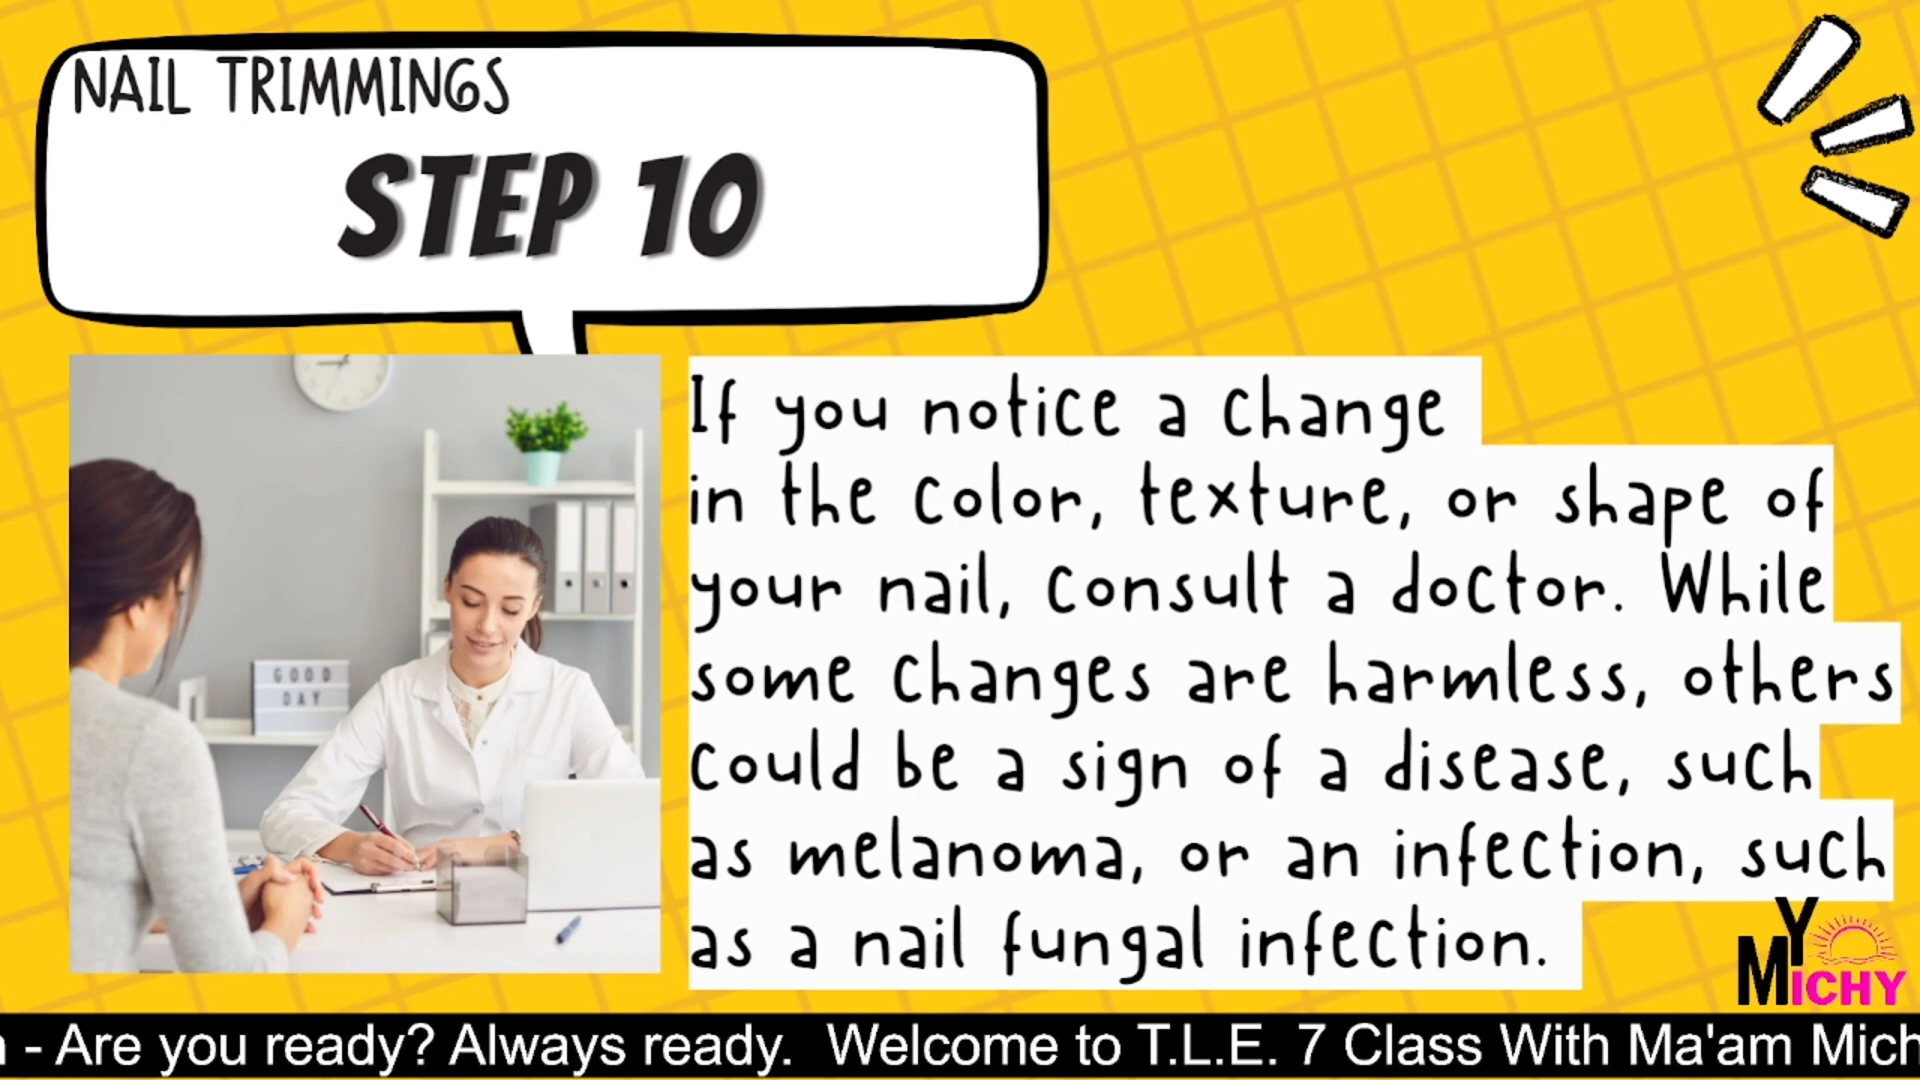 NAIL TRIMMINGS
STEP 10
GOOD
DAY
If you notice a change
in the color, texture, or shape of
your nail, consult a doctor. While
some changes are harmless, others
could be a sign of a disease, such
as melanoma, or an infection, such
as a nail fungal infection.
MY
MICHY
- Are you ready? Always ready. Welcome to T.L.E. 7 Class With Ma'am Mich